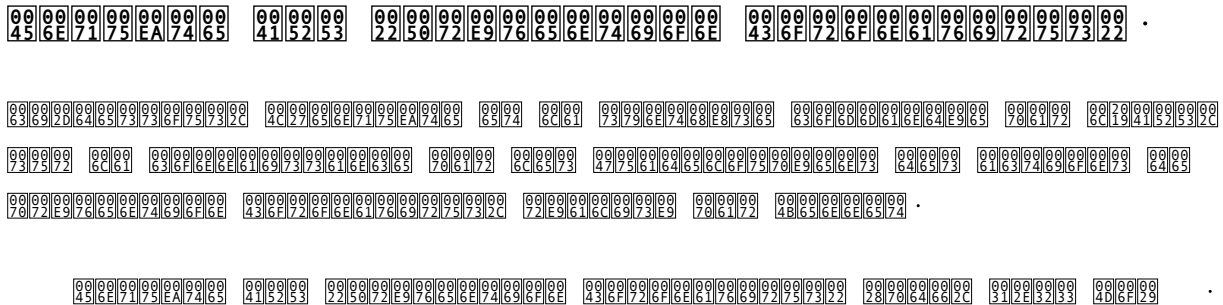 Enquête ARS "Prévention Coronavirus" .
ci-dessous, L'enquête et la synthèse commandée par l’ARS,
sur la connaissance par les Guadeloupéens des actions de
prévention Coronavirus, réalisé par Kennet .
Enquête ARS "Prévention Coronavirus" (pdf, 1.33 Mo) .